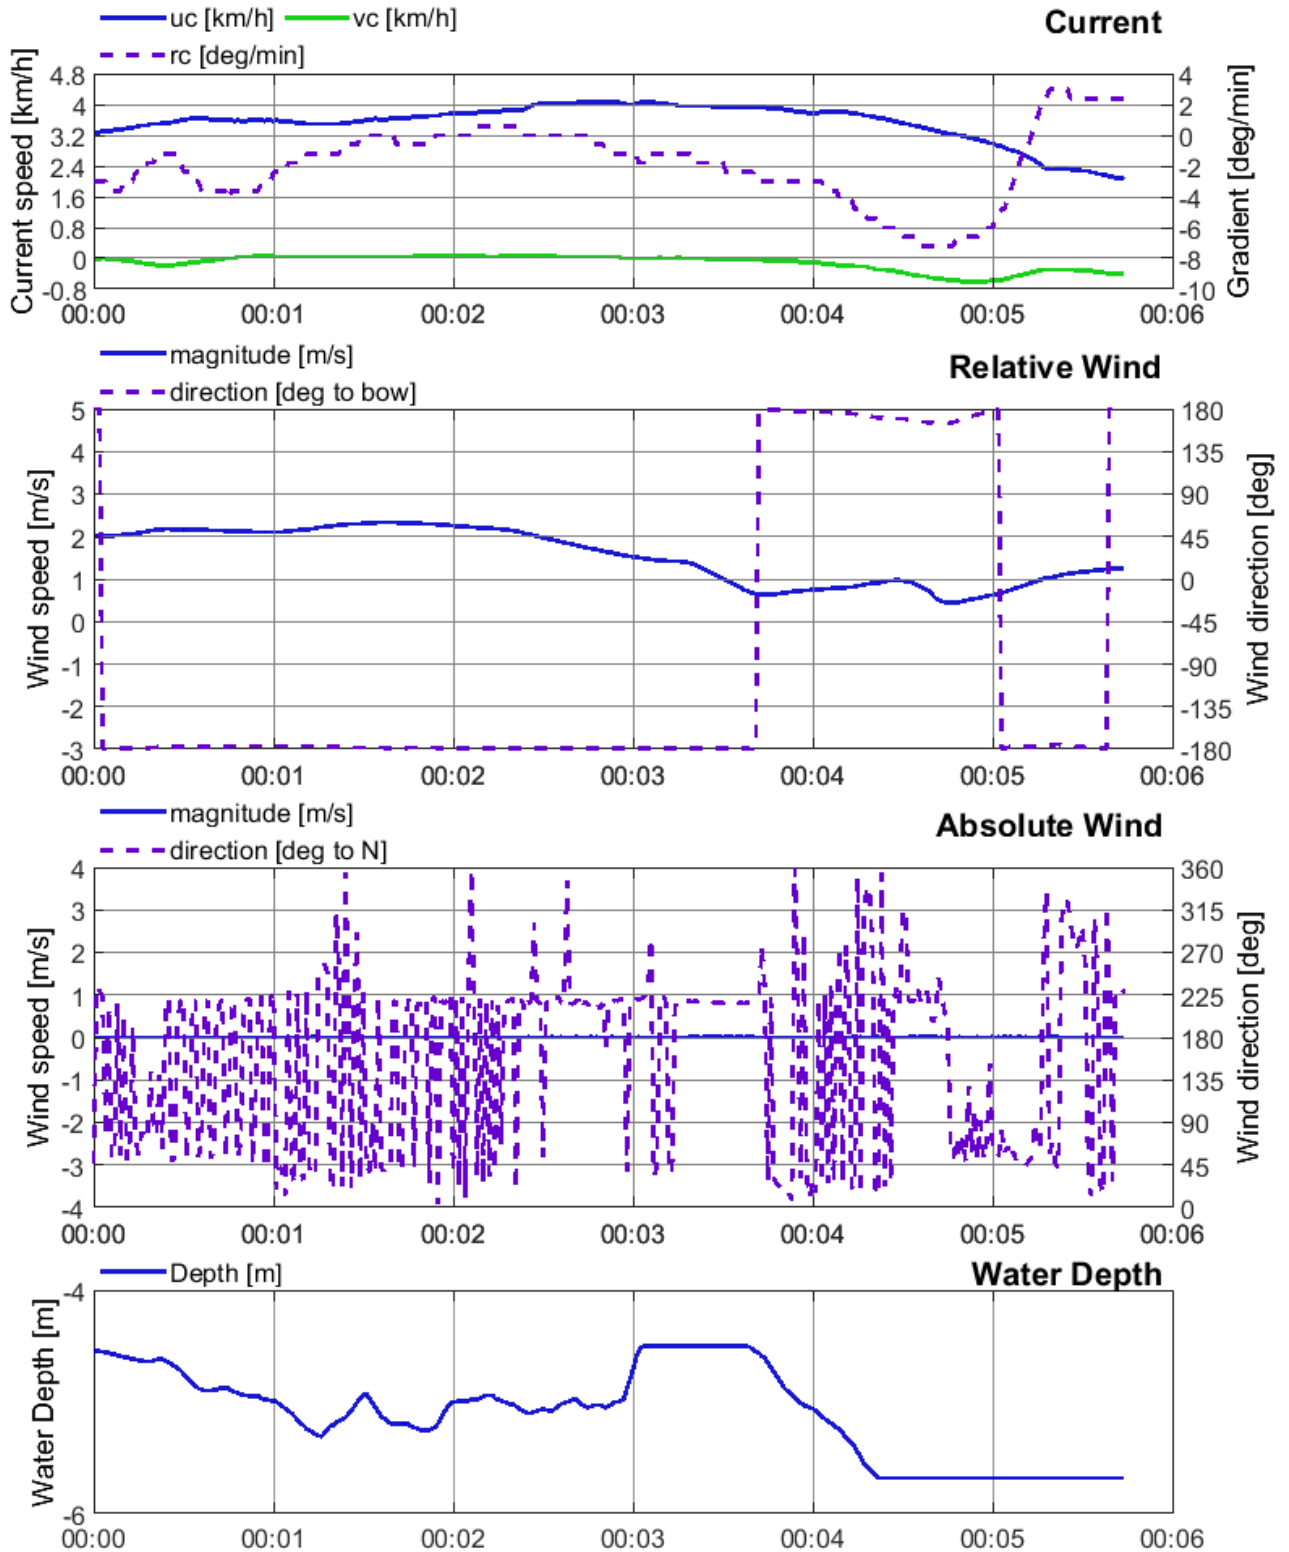 uc [km/h] vc [km/h]
rc [deg/min]
Current
Current speed [km/h]
4.8
4
3.2
2.4
1.6
0.8
0
-0.8
4
2
0
-2
-4
-6
-8
-10
Gradient [deg/min]
00:00 00:01 00:02 00:03 00:04 00:05 00:06
magnitude [m/s]
direction [deg to bow]
Relative Wind
Wind speed [m/s]
5
4
3
2
1
0
-1
-2
-3
180
135
90
45
0
-45
-90
-135
-180
Wind direction [deg]
00:00 00:01 00:02 00:03 00:04 00:05 00:06
magnitude [m/s]
direction [deg to N]
Absolute Wind
Wind speed [m/s]
4
3
2
1
0
-1
-2
-3
-4
360
315
270
225
180
135
90
45
0
Wind direction [deg]
00:00 00:01 00:02 00:03 00:04 00:05 00:06
Depth [m]
Water Depth
Water Depth [m]
-4
-6
00:00 00:01 00:02 00:03 00:04 00:05 00:06